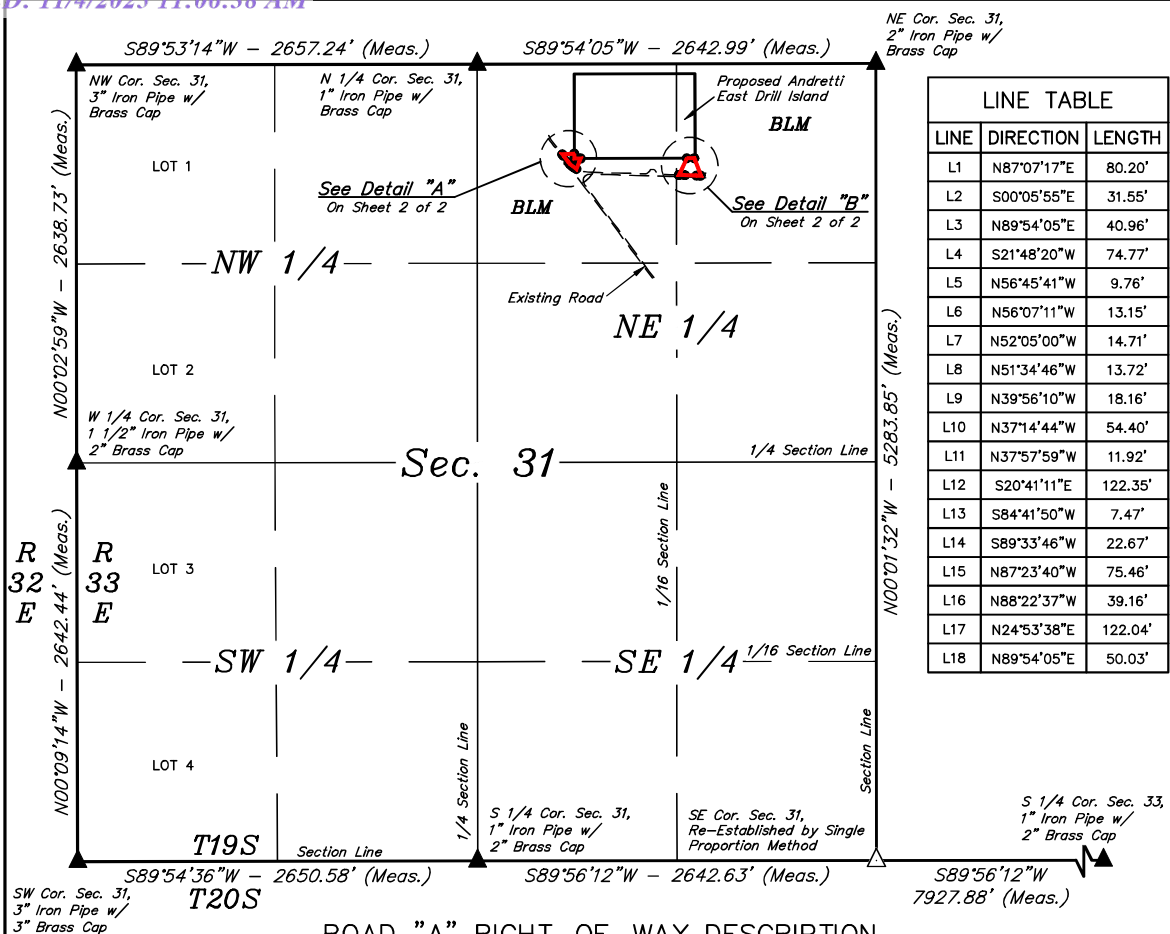 D: 11/4/2025 11:06:38 AM
S89°53'14"W – 2657.24' (Meas.)
S89°54'05"W – 2642.99' (Meas.)
NE Cor. Sec. 31,
2" Iron Pipe w/
Brass Cap
NW Cor. Sec. 31,
3" Iron Pipe w/
Brass Cap
N 1/4 Cor. Sec. 31,
1" Iron Pipe w/
Brass Cap
Proposed Andretti
East Drill Island
BLM
LOT 1
See Detail "A"
On Sheet 2 of 2
BLM
See Detail "B"
On Sheet 2 of 2
N00°02'59"W – 2638.73' (Meas.)
NW 1/4
Existing Road
NE 1/4
LOT 2
W 1/4 Cor. Sec. 31,
1 1/2" Iron Pipe w/
2" Brass Cap
Sec. 31
1/4 Section Line
N00°01'32"W – 5283.85' (Meas.)
1/16 Section Line
R
32
E
R
33
E
LOT 3
N00°09'14"W – 2642.44' (Meas.)
SW 1/4
SE 1/4
1/16 Section Line
LOT 4
1/4 Section Line
Section Line
S 1/4 Cor. Sec. 31,
1" Iron Pipe w/
2" Brass Cap
SE Cor. Sec. 31,
Re-Established by Single
Proportion Method
S 1/4 Cor. Sec. 33,
1" Iron Pipe w/
2" Brass Cap
T19S
Section Line
S89°54'36"W – 2650.58' (Meas.)
T20S
S89°56'12"W – 2642.63' (Meas.)
S89°56'12"W
7927.88' (Meas.)
SW Cor. Sec. 31,
3" Iron Pipe w/
3" Brass Cap
LINE TABLE
LINE DIRECTION LENGTH
L1 N87°07'17"E 80.20'
L2 S00°05'55"E 31.55'
L3 N89°54'05"E 40.96'
L4 S21°48'20"W 74.77'
L5 N56°45'41"W 9.76'
L6 N56°07'11"W 13.15'
L7 N52°05'00"W 14.71'
L8 N51°34'46"W 13.72'
L9 N39°56'10"W 18.16'
L10 N37°14'44"W 54.40'
L11 N37°57'59"W 11.92'
L12 S20°41'11"E 122.35'
L13 S84°41'50"W 7.47'
L14 S89°33'46"W 22.67'
L15 N87°23'40"W 75.46'
L16 N88°22'37"W 39.16'
L17 N24°53'38"E 122.04'
L18 N89°54'05"E 50.03'
ROAD "A" RIGHT-OF-WAY DESCRIPTION